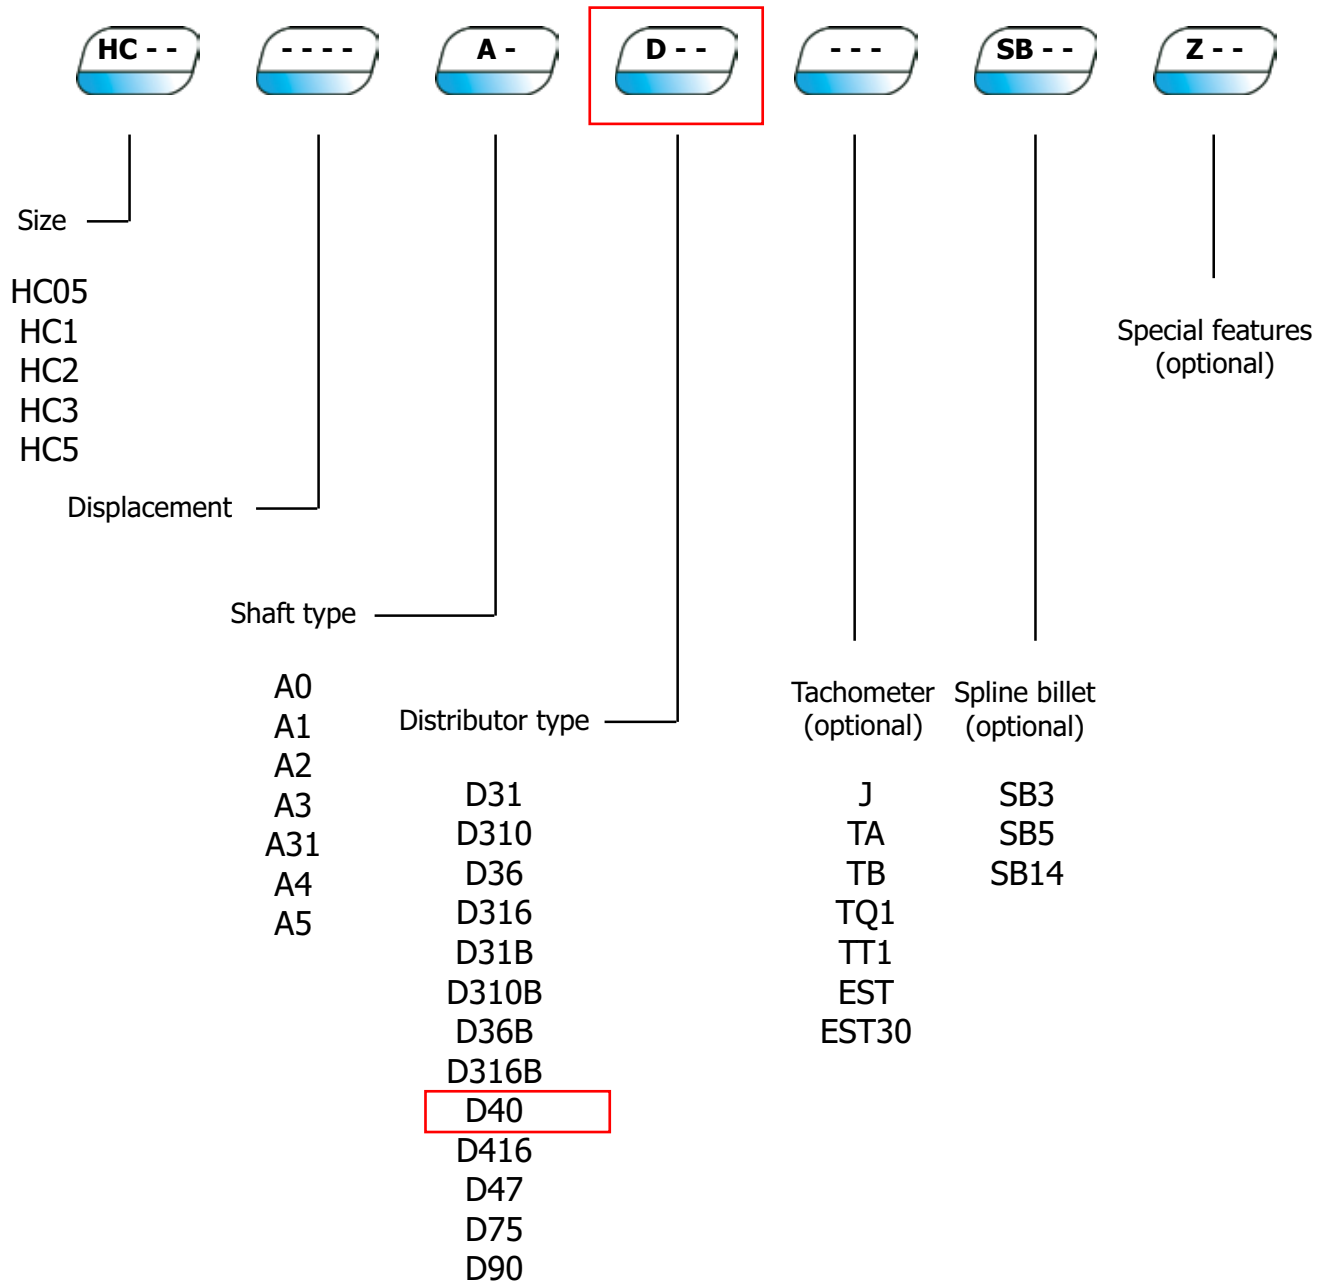 HC - -
- - - -
A -
D - -
- - -
SB - -
Z - -
Size
HC05
HC1
HC2
HC3
HC5
Displacement
Shaft type
A0
A1
A2
A3
A31
A4
A5
Distributor type
D31
D310
D36
D316
D31B
D310B
D36B
D316B
D40
D416
D47
D75
D90
Tachometer
(optional)
J
TA
TB
TQ1
TT1
EST
EST30
Spline billet
(optional)
SB3
SB5
SB14
Special features
(optional)